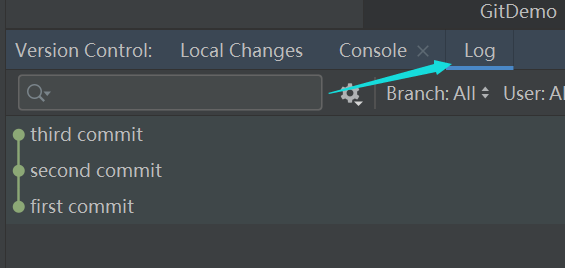 GitDemo
Version Control: Local Changes Console × Log
Branch: All User: Al
third commit
second commit
first commit